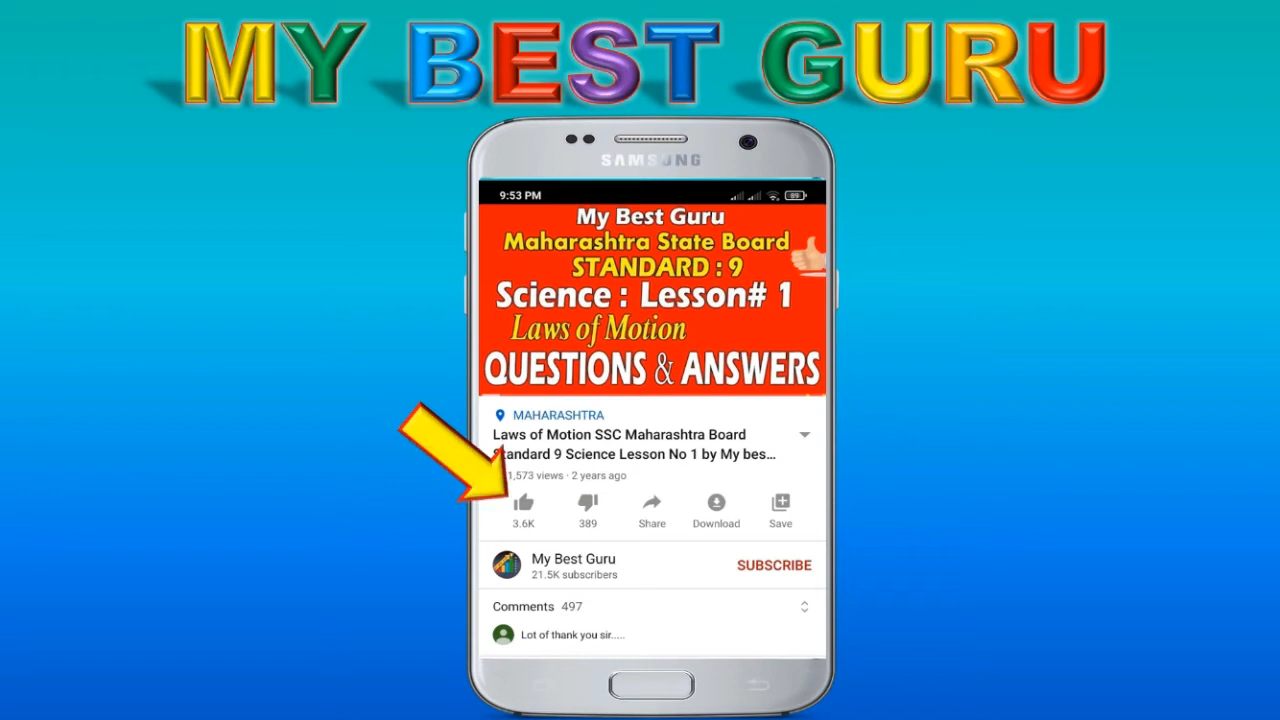 MY BEST GURU
SAMSUNG
9:53 PM
89
My Best Guru
Maharashtra State Board
STANDARD : 9
Science : Lesson# 1
Laws of Motion
QUESTIONS & ANSWERS
MAHARASHTRA
Laws of Motion SSC Maharashtra Board
Standard 9 Science Lesson No 1 by My bes...
1,573 views · 2 years ago
3.6K 389 Share Download Save
My Best Guru
SUBSCRIBE
21.5K subscribers
Comments 497
Lot of thank you sir.....